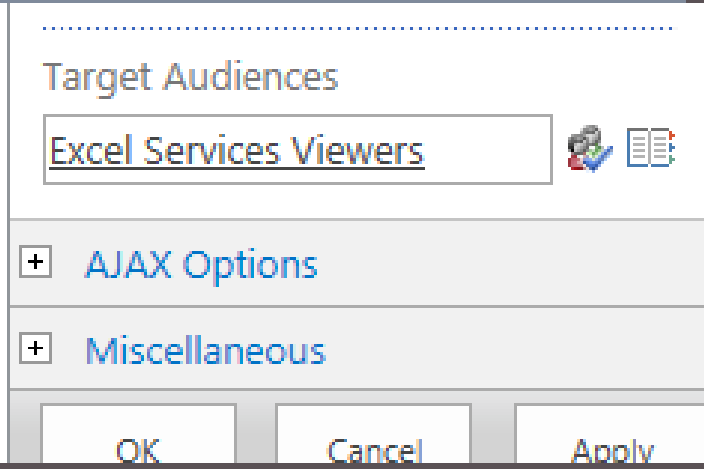 Target Audiences
Excel Services Viewers
AJAX Options
Miscellaneous
OK Cancel Apply